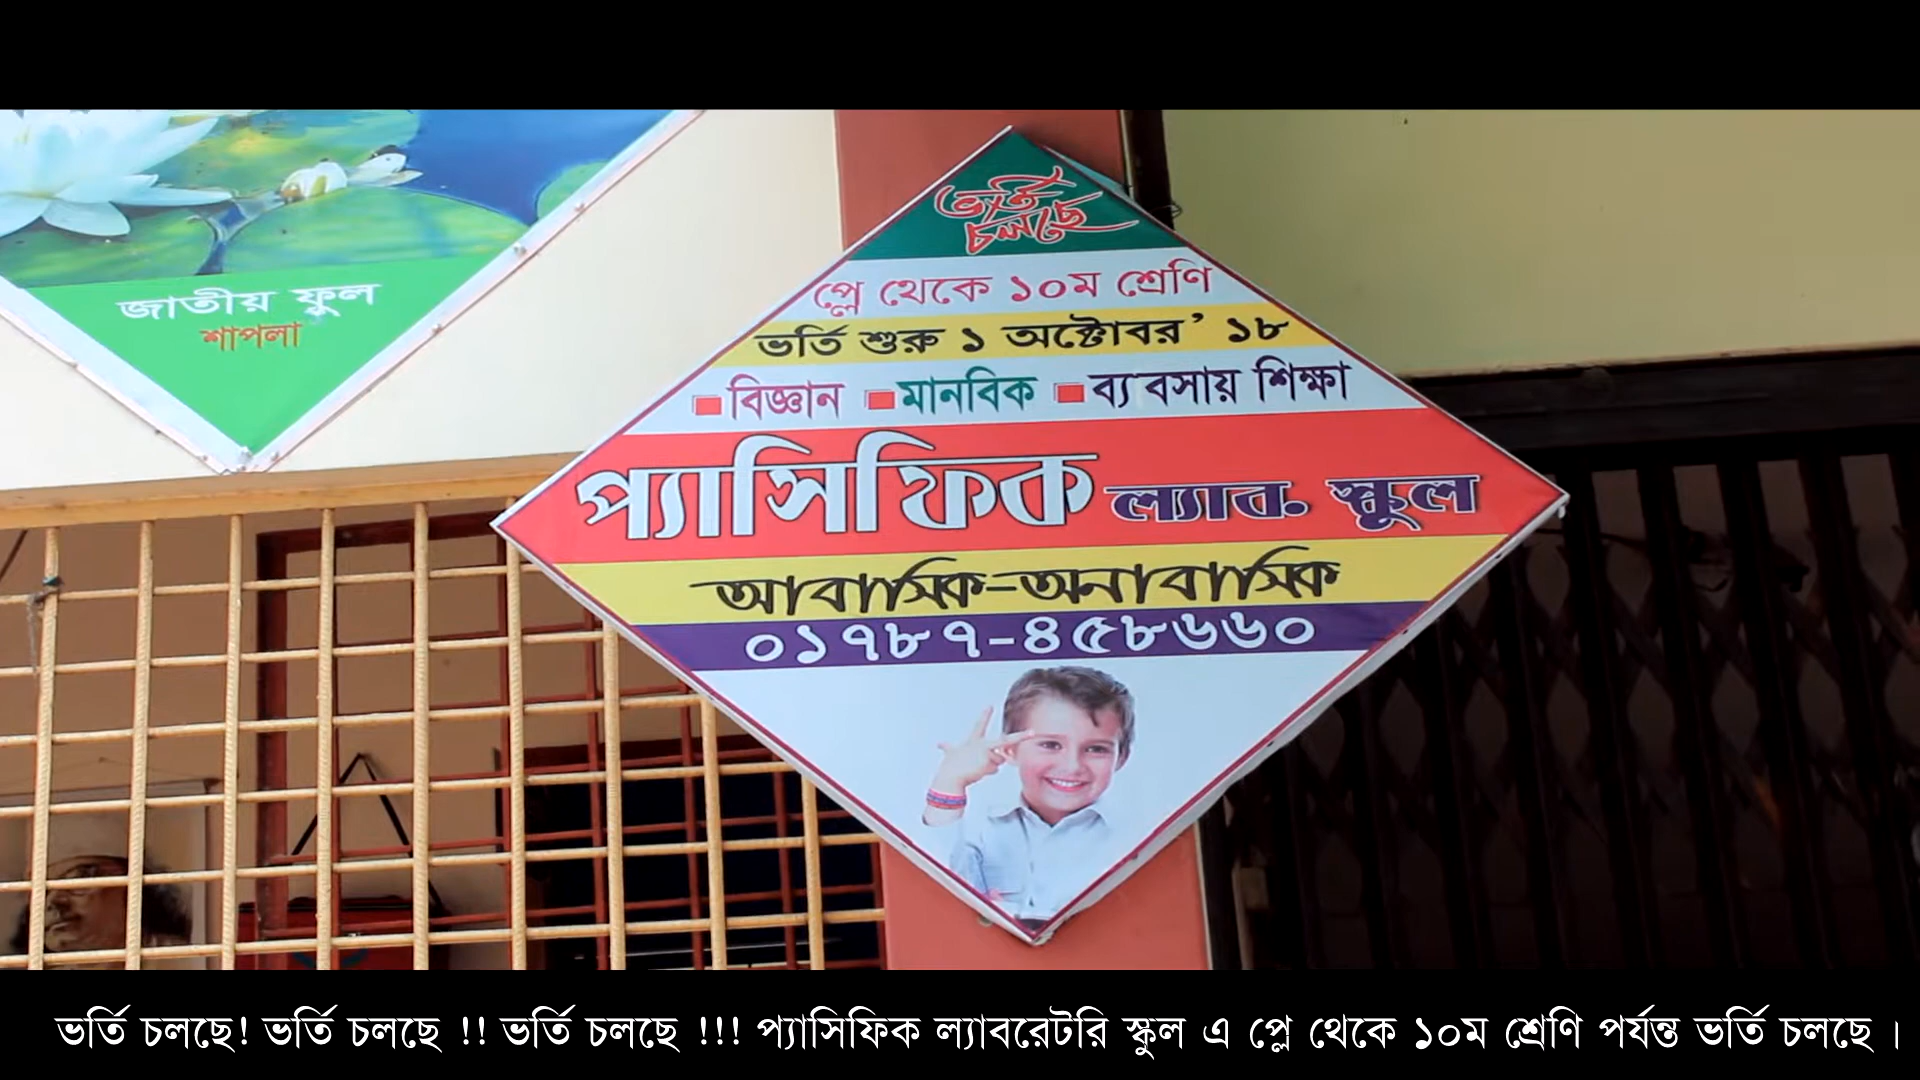 জাতীয় ফুল
শাপলা
ভর্তি
চলছে
প্লে থেকে ১০ম শ্রেণি
ভর্তি শুরু ১ অক্টোবর’ ১৮
বিজ্ঞান মানবিক ব্যবসায় শিক্ষা
প্যাসিফিক ল্যাব. স্কুল
আবাসিক-অনাবাসিক
০১৭৮৭-৪৫৮৬৬০
ভর্তি চলছে! ভর্তি চলছে !! ভর্তি চলছে !!! প্যাসিফিক ল্যাবরেটরি স্কুল এ প্লে থেকে ১০ম শ্রেণি পর্যন্ত ভর্তি চলছে ।